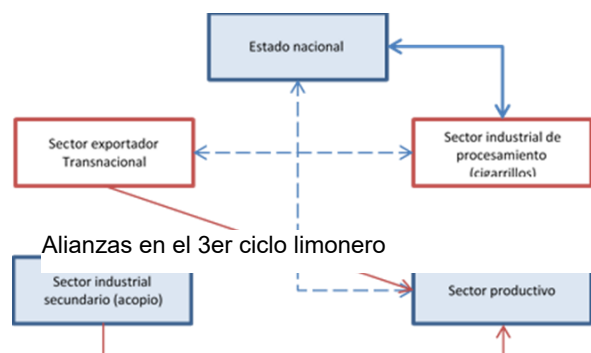 Estado nacional
Sector exportador
Transnacional
Sector industrial de
procesamiento
(cigarrillos)
Alianzas en el 3er ciclo limonero
Sector industrial
secundario (acopio)
Sector productivo